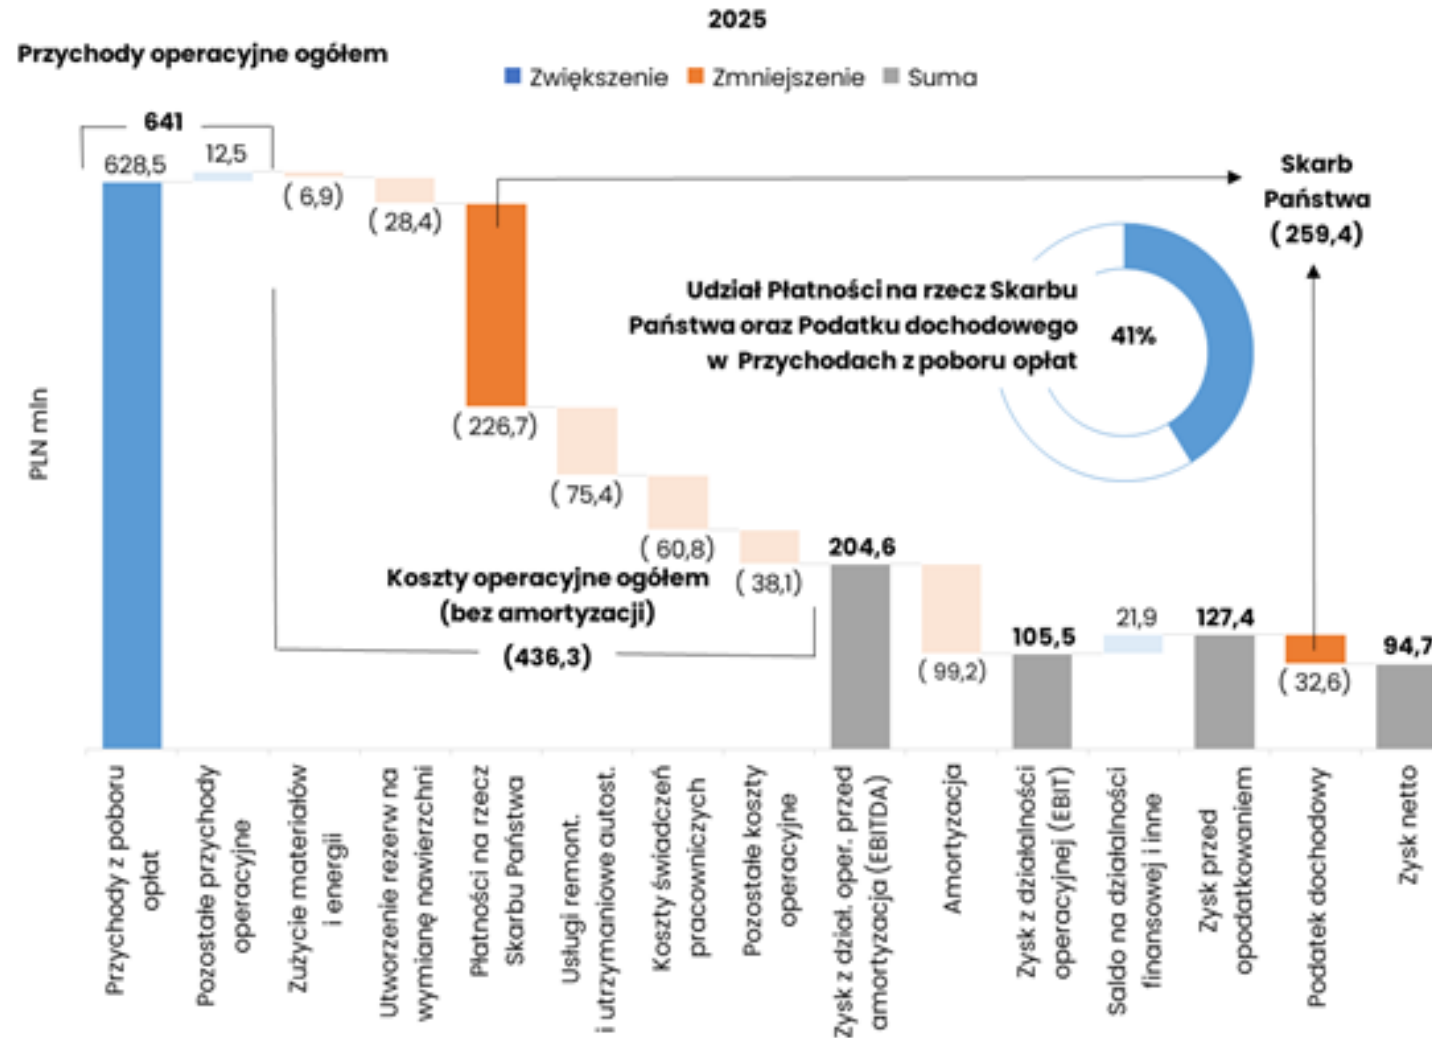 2025
Przychody operacyjne ogółem
Zwiększenie Zmniejszenie Suma
641
628,5
12,5
( 6,9)
( 28,4)
( 226,7)
( 75,4)
( 60,8)
( 38,1)
204,6
( 99,2)
105,5
21,9
127,4
( 32,6)
94,7
Skarb
Państwa
( 259,4)
Udział Płatności na rzecz Skarbu
Państwa oraz Podatku dochodowego
w Przychodach z poboru opłat
41%
Koszty operacyjne ogółem
(bez amortyzacji)
(436,3)
PLN mln
Przychody z poboru
opłat
Pozostałe przychody
operacyjne
Zużycie materiałów
i energii
Utworzenie rezerw na
wymianę nawierzchni
Płatności na rzecz
Skarbu Państwa
Usługi remont.
i utrzymaniowe autost.
Koszty świadczeń
pracowniczych
Pozostałe koszty
operacyjne
Zysk z dział. oper. przed
amortyzacja (EBITDA)
Amortyzacja
Zysk z działalności
operacyjnej (EBIT)
Saldo na działalności
finansowej i inne
Zysk przed
opodatkowaniem
Podatek dochodowy
Zysk netto